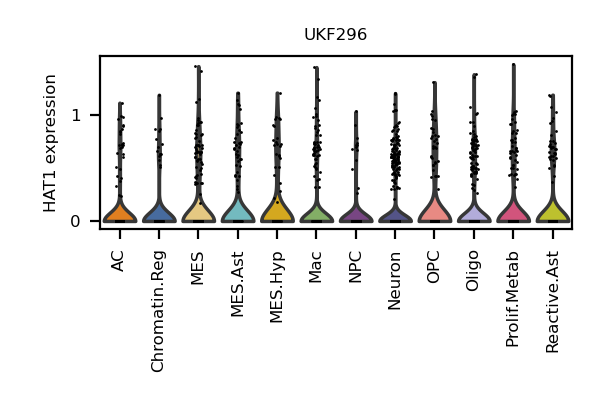 UKF296
HAT1 expression
1
0
AC
Chromatin.Reg
MES
MES.Ast
MES.Hyp
Mac
NPC
Neuron
OPC
Oligo
Prolif.Metab
Reactive.Ast